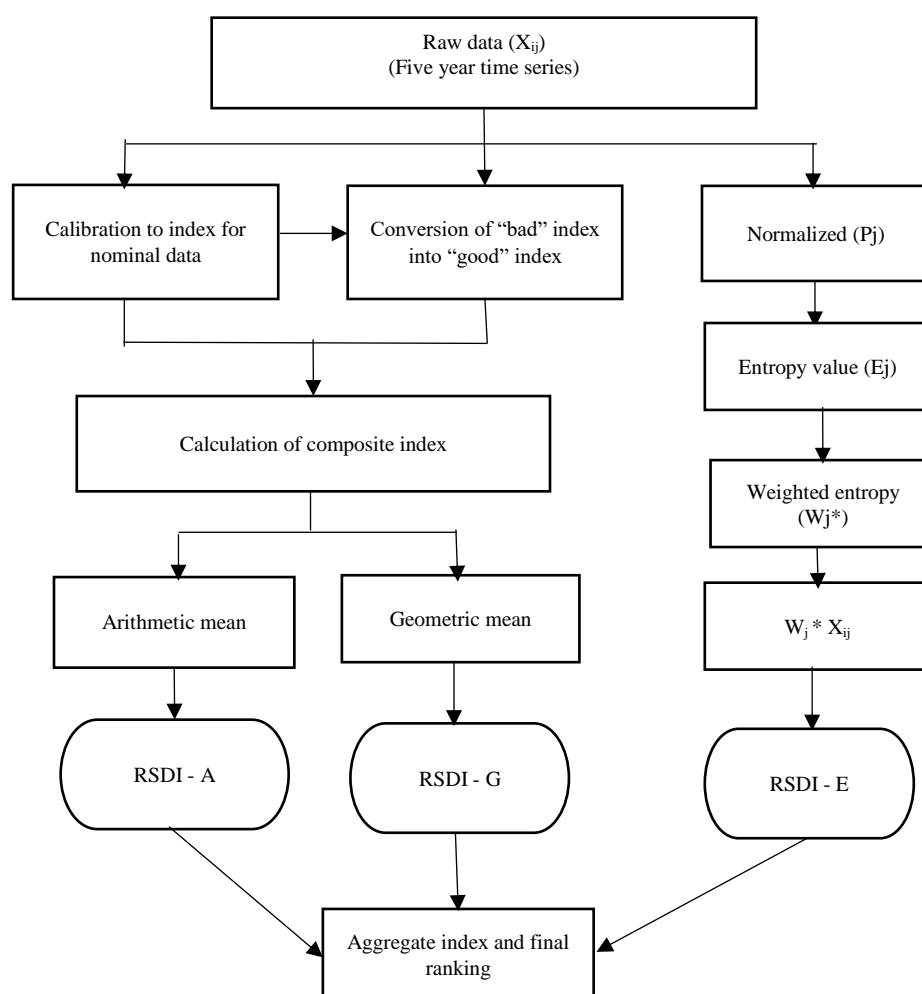 Raw data (Xij)
(Five year time series)
Calibration to index for
nominal data
Conversion of “bad” index
into “good” index
Normalized (Pj)
Entropy value (Ej)
Calculation of composite index
Weighted entropy
(Wj*)
Arithmetic mean
Geometric mean
Wj * Xij
RSDI - A
RSDI - G
RSDI - E
Aggregate index and final
ranking